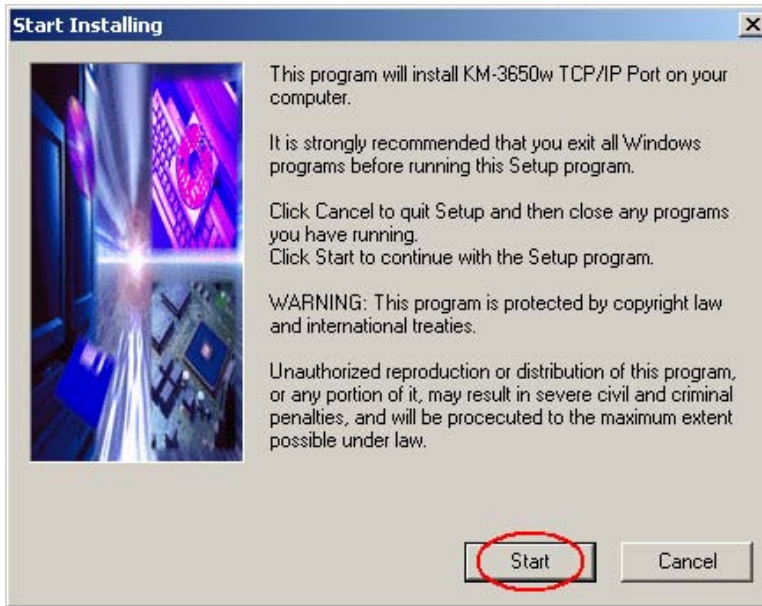 Start Installing
This program will install KM-3650w TCP/IP Port on your
computer.
It is strongly recommended that you exit all Windows
programs before running this Setup program.
Click Cancel to quit Setup and then close any programs
you have running.
Click Start to continue with the Setup program.
WARNING: This program is protected by copyright law
and international treaties.
Unauthorized reproduction or distribution of this program,
or any portion of it, may result in severe civil and criminal
penalties, and will be procecuted to the maximum extent
possible under law.
Start
Cancel